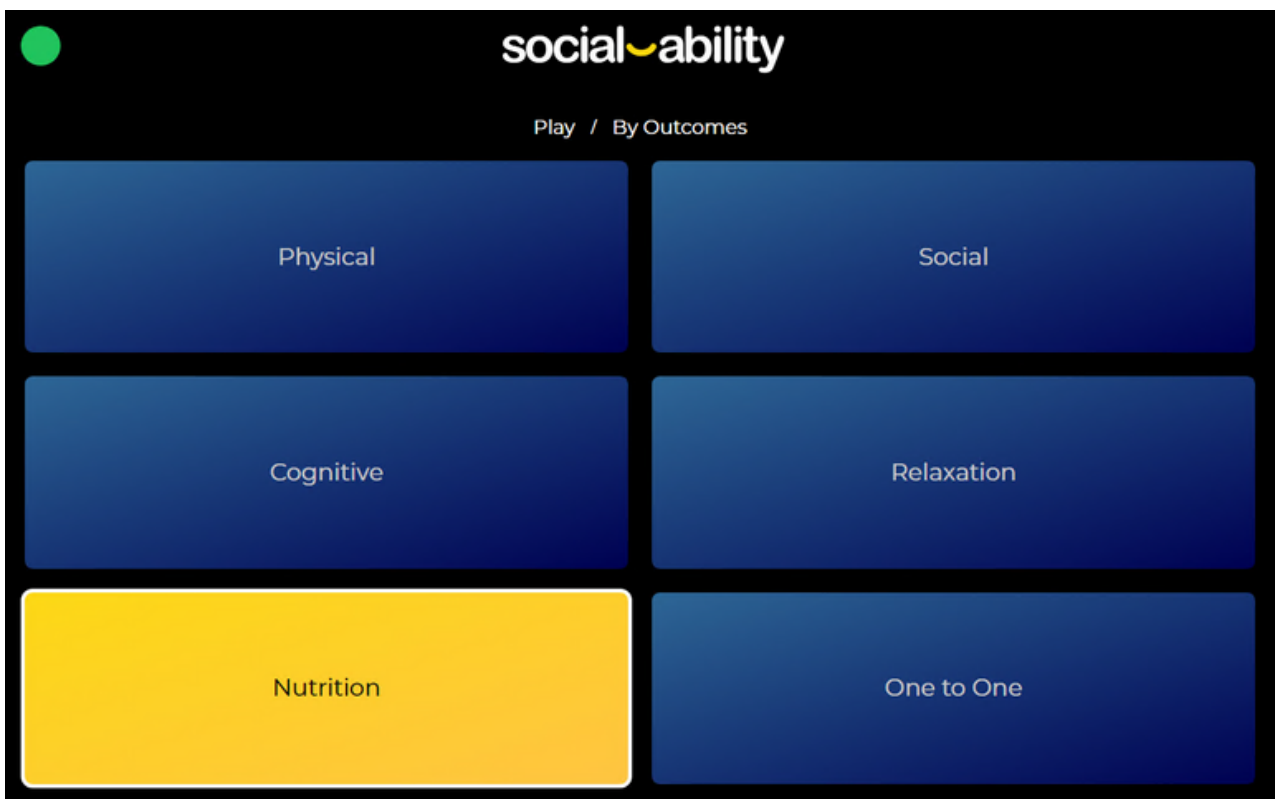 social ability
Play / By Outcomes
Physical
Social
Cognitive
Relaxation
Nutrition
One to One